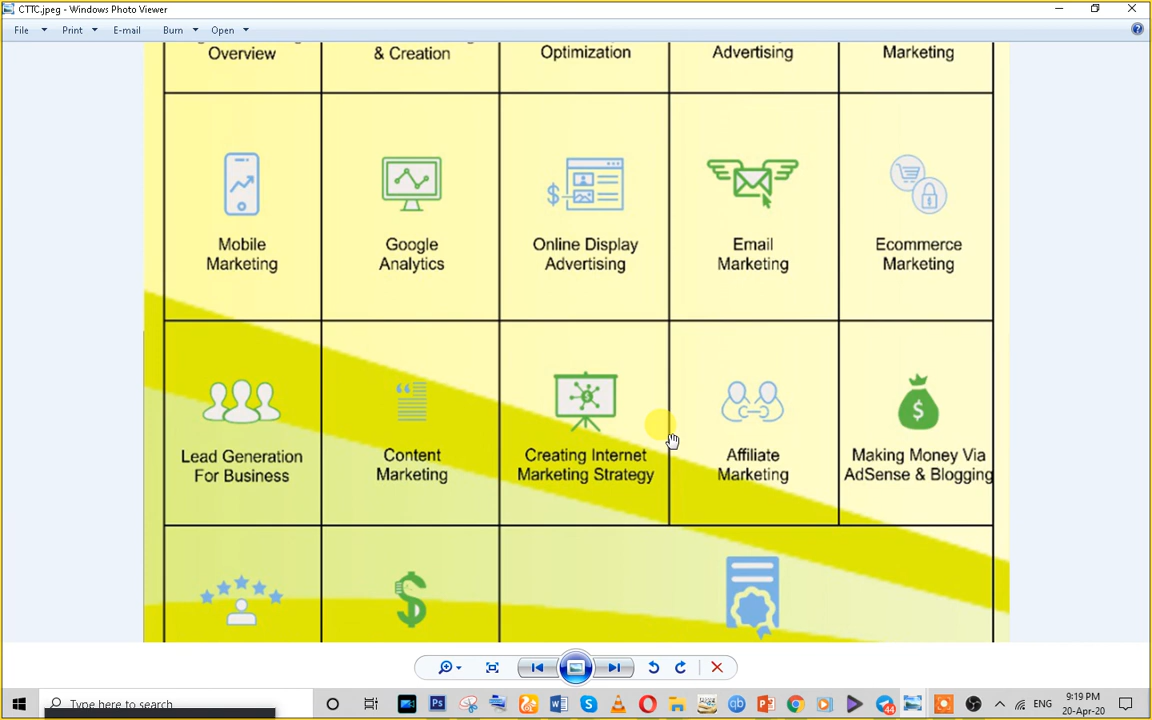 CTTC.jpeg - Windows Photo Viewer
File Print E-mail Burn Open
Overview
& Creation
Optimization
Advertising
Marketing
Mobile
Marketing
Google
Analytics
Online Display
Advertising
Email
Marketing
Ecommerce
Marketing
Lead Generation
For Business
Content
Marketing
Creating Internet
Marketing Strategy
Affiliate
Marketing
Making Money Via
AdSense & Blogging
Type here to search
44
ENG
9:19 PM
20-Apr-20